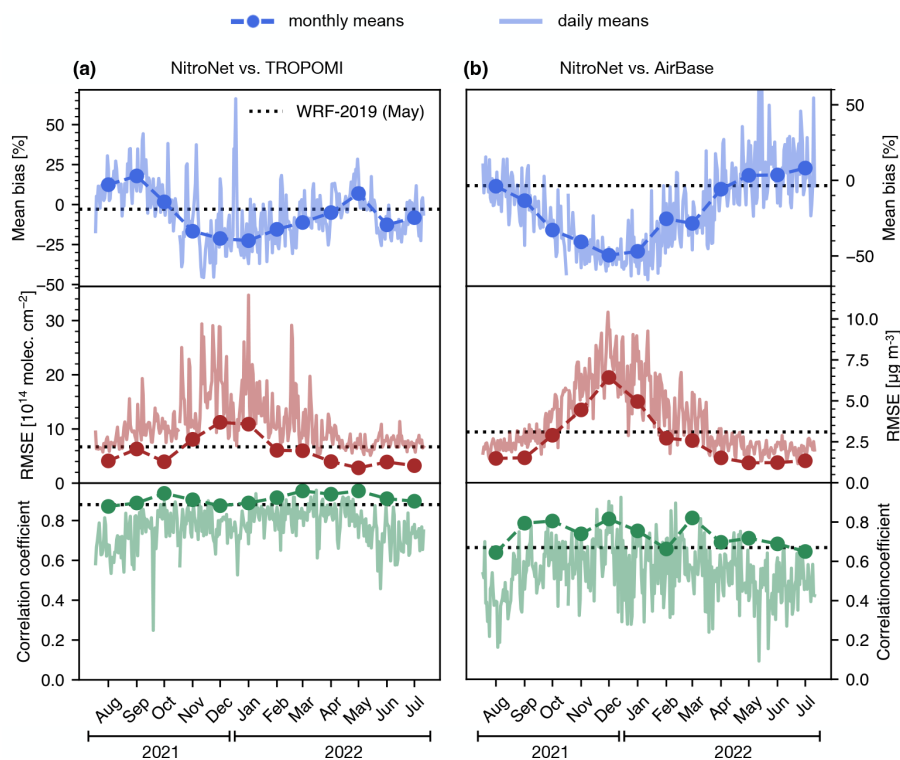 monthly means
daily means
(a)
NitroNet vs. TROPOMI
(b)
NitroNet vs. AirBase
WRF-2019 (May)
Mean bias [%]
50
25
0
−25
−50
RMSE [10¹⁴ molec. cm⁻²]
30
20
10
0
Correlation coefficient
0.8
0.6
0.4
0.2
0.0
Mean bias [%]
50
0
−50
RMSE [µg m⁻³]
10.0
7.5
5.0
2.5
0.0
Correlationcoefficient
0.8
0.6
0.4
0.2
0.0
Aug Sep Oct Nov Dec Jan Feb Mar Apr May Jun Jul
2021 2022
Aug Sep Oct Nov Dec Jan Feb Mar Apr May Jun Jul
2021 2022